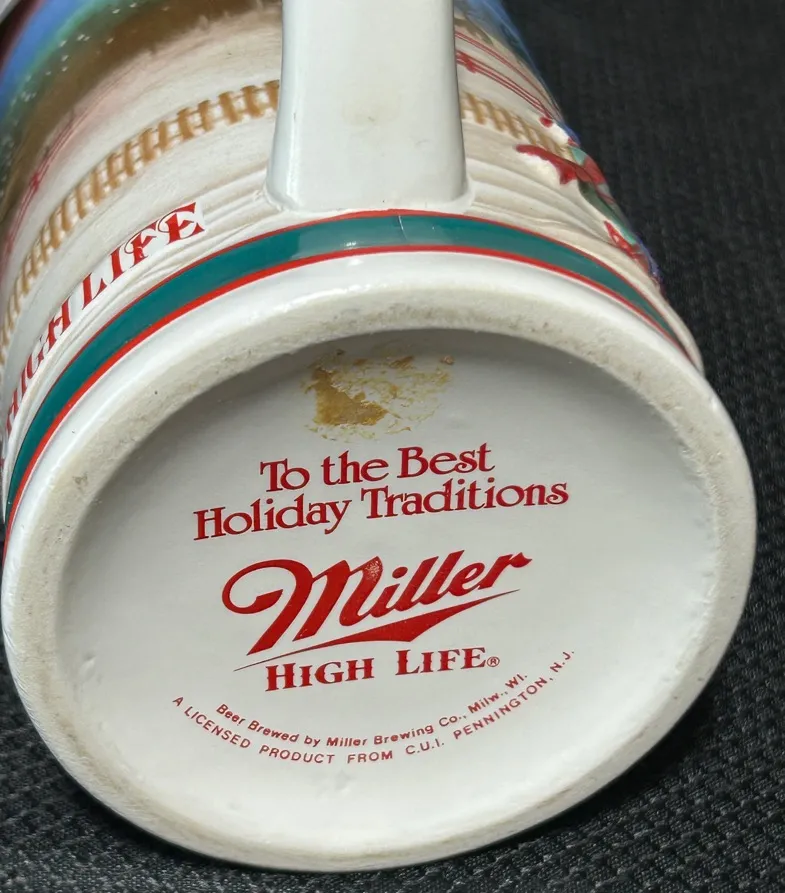 HIGH LIFE
To the Best
Holiday Traditions
Miller
HIGH LIFE®
Beer Brewed by Miller Brewing Co., Milw., WI.
A LICENSED PRODUCT FROM C.U.I. PENNINGTON, N.J.